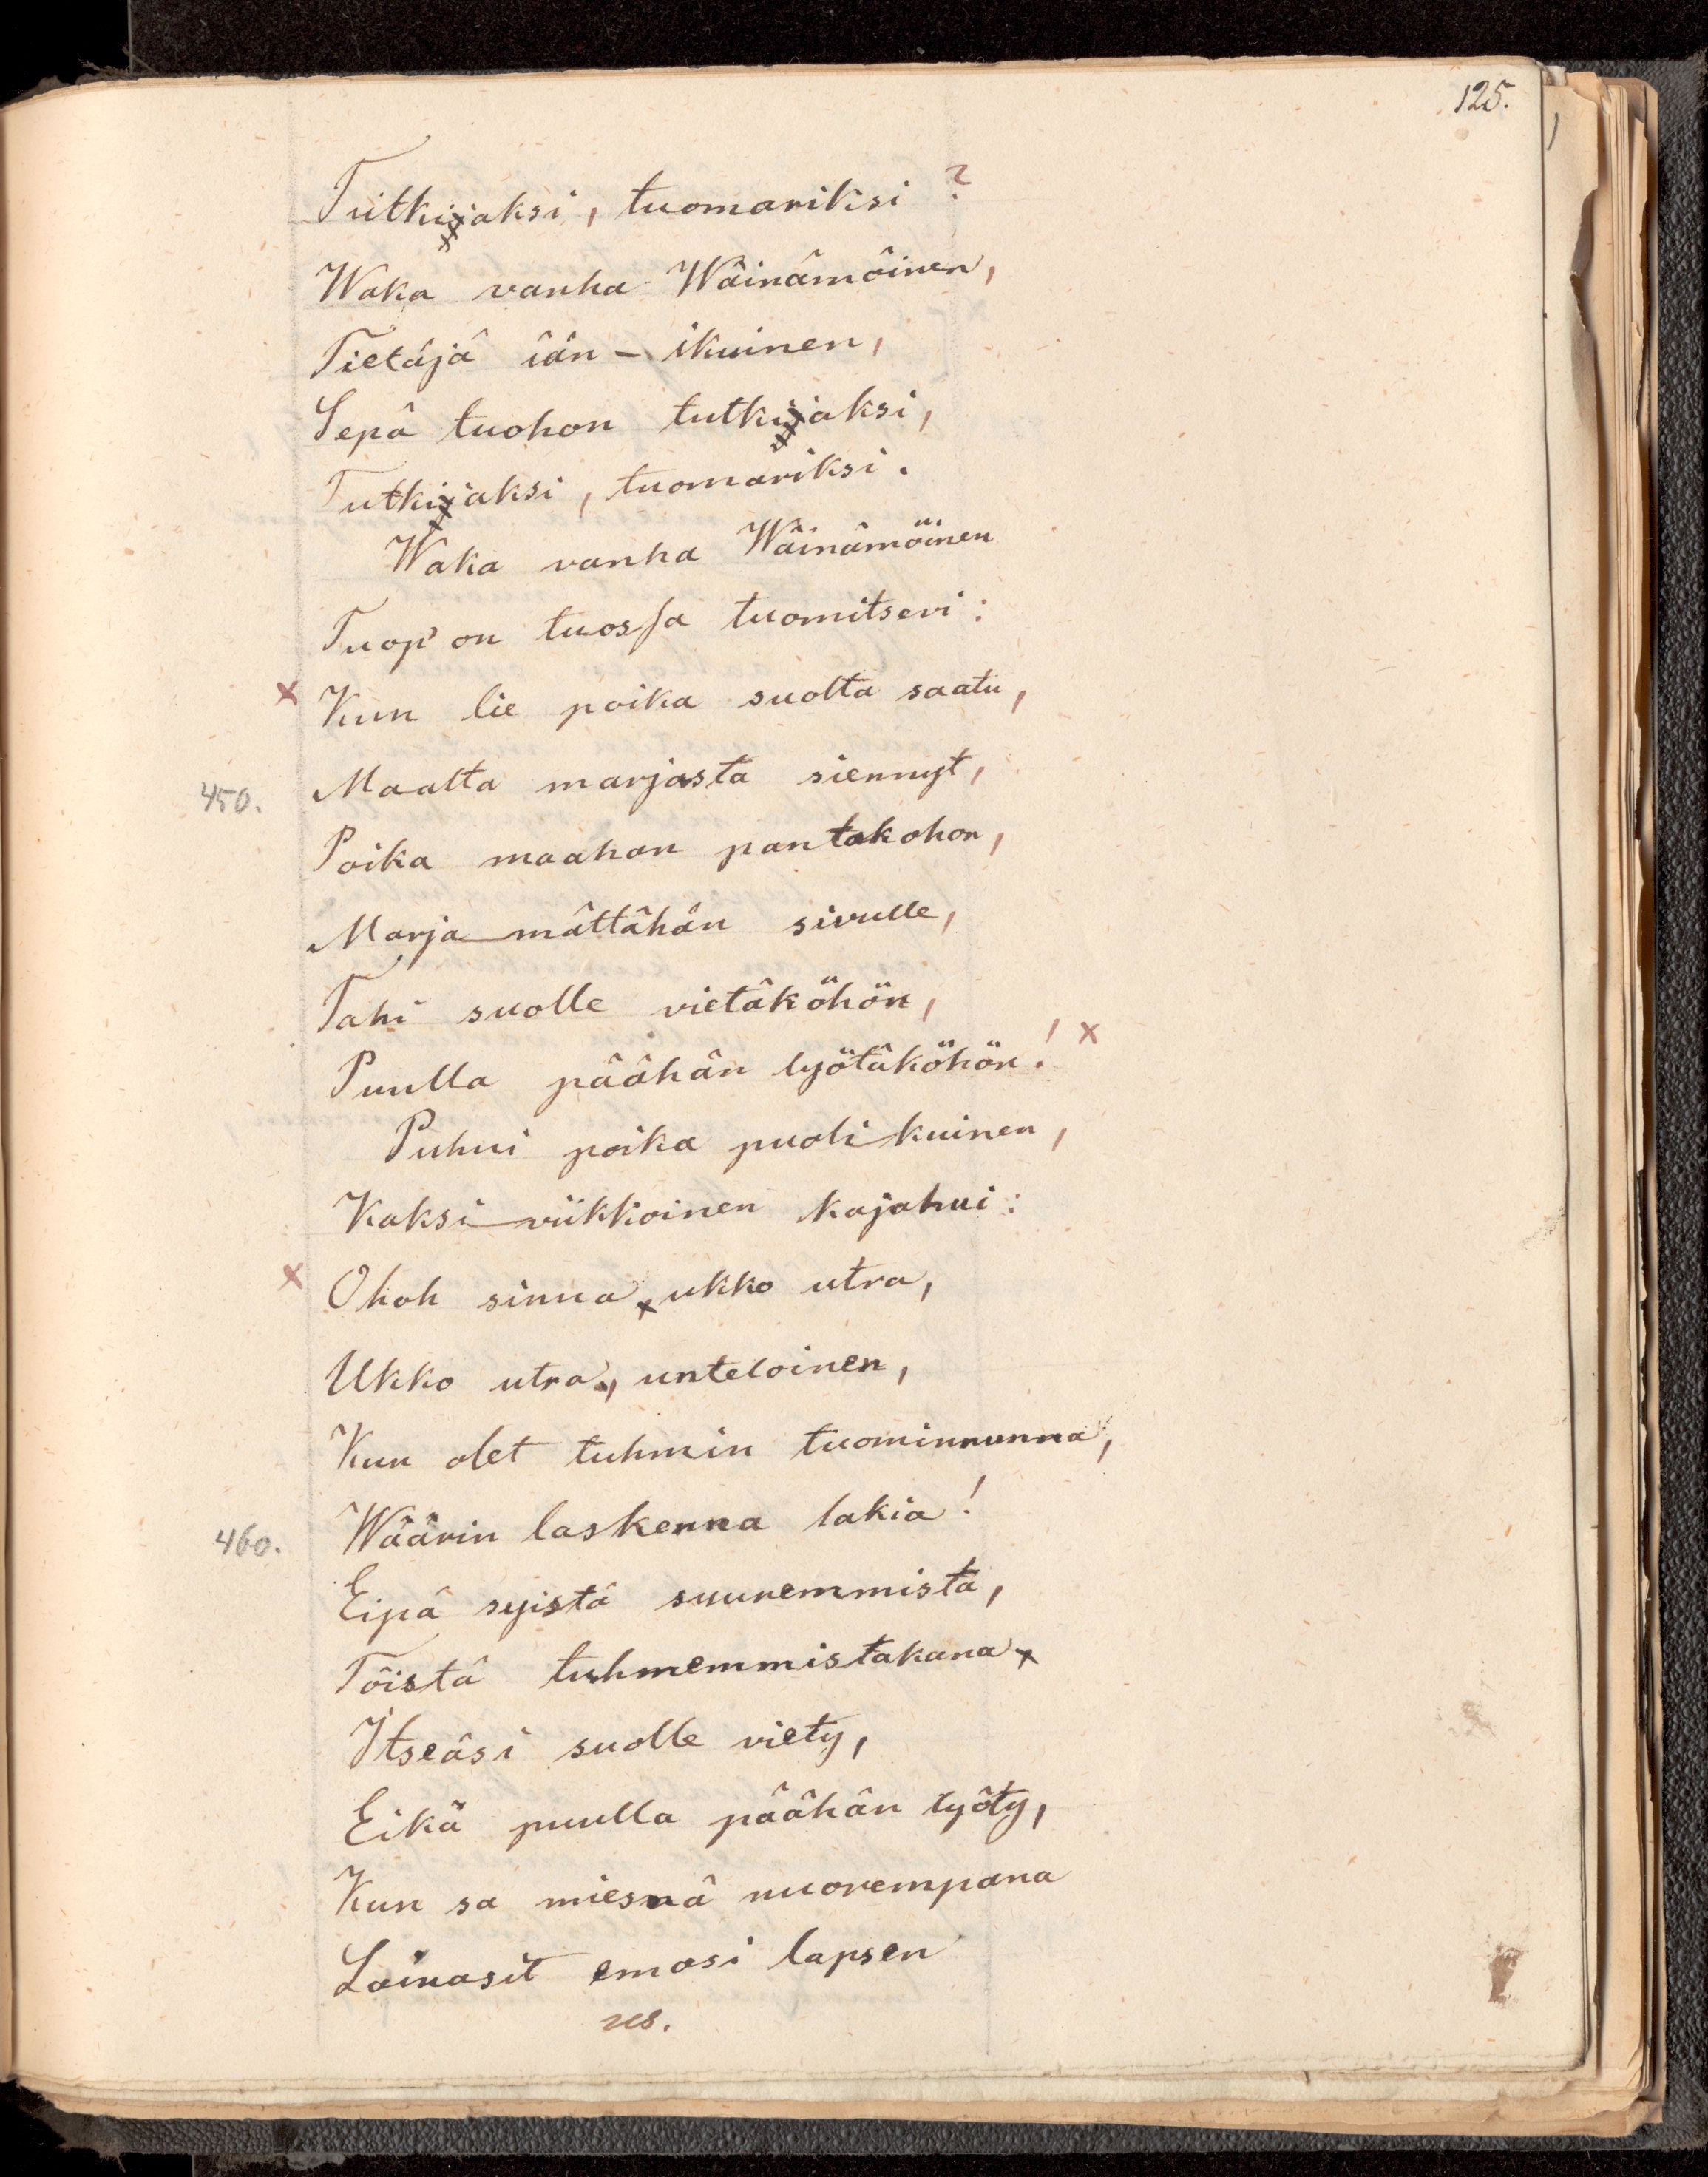 125.
Tutkijaksi, tuomariksi?
Waka vanha Wäinämöinen,
Tietäjä iän-ikuinen,
Sepä tuohon tutkijaksi,
Tutkijaksi, tuomariksi.
Waka vanha Wäinämöinen
Tuop' on tuossa tuomitsevi:
x Kun lie poika suolta saatu,
450. Maalta marjasta siennyt,
Poika maahan pantakohon,
Marja-mättähän sivulle,
Tahi suolle vietäköhön,
Puulla päähän lyötäköhön! x
Puhui poika puoli-kuinen,
Kaksi-viikkoinen kajahui:
x Ohoh sinua ukko utra,
Ukko utra, unteloinen,
Kun olet tuhmin tuominnunna,
460. Wäärin laskenna lakia!
Eipä syistä suuremmista,
Töistä tuhmemmistakana
Itseäsi suolle viety,
Eikä puulla päähän lyöty,
Kun sa miesnä nuorempana
Lainasit emosi lapsen